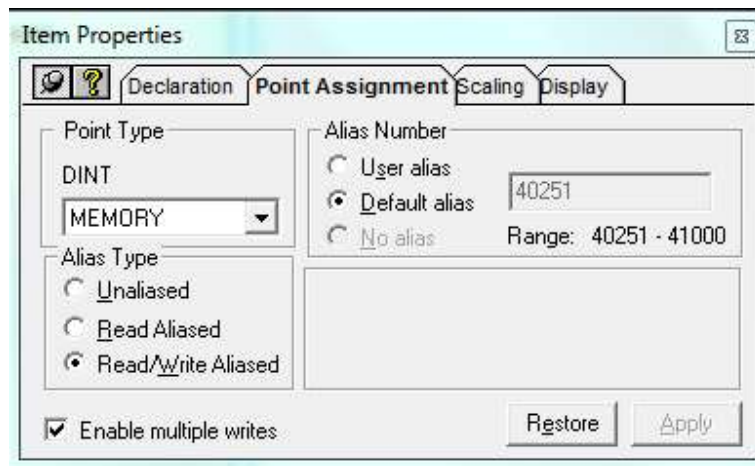 Item Properties
Declaration Point Assignment Scaling Display
Point Type
DINT
MEMORY
Alias Type
Unaliased
Read Aliased
Read/Write Aliased
Enable multiple writes
Alias Number
User alias
Default alias
No alias
40251
Range: 40251 - 41000
Restore Apply